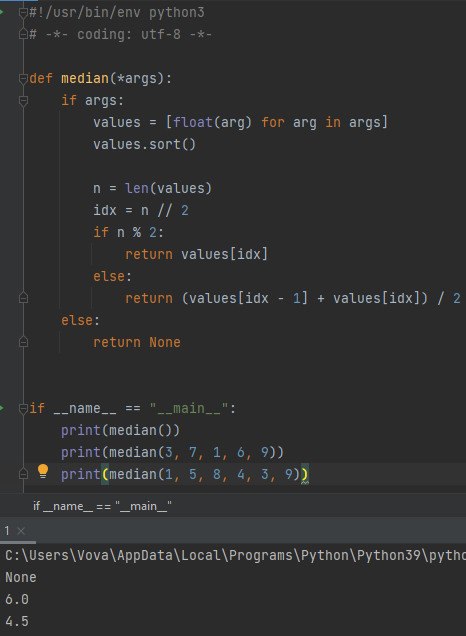 #!/usr/bin/env python3
# -*- coding: utf-8 -*-
def median(*args):
if args:
values = [float(arg) for arg in args]
values.sort()
n = len(values)
idx = n // 2
if n % 2:
return values[idx]
else:
return (values[idx - 1] + values[idx]) / 2
else:
return None
if __name__ == "__main__":
print(median())
print(median(3, 7, 1, 6, 9))
print(median(1, 5, 8, 4, 3, 9))
if __name__ == "__main__"
1 ×
C:\Users\Vova\AppData\Local\Programs\Python\Python39\pytho
None
6.0
4.5